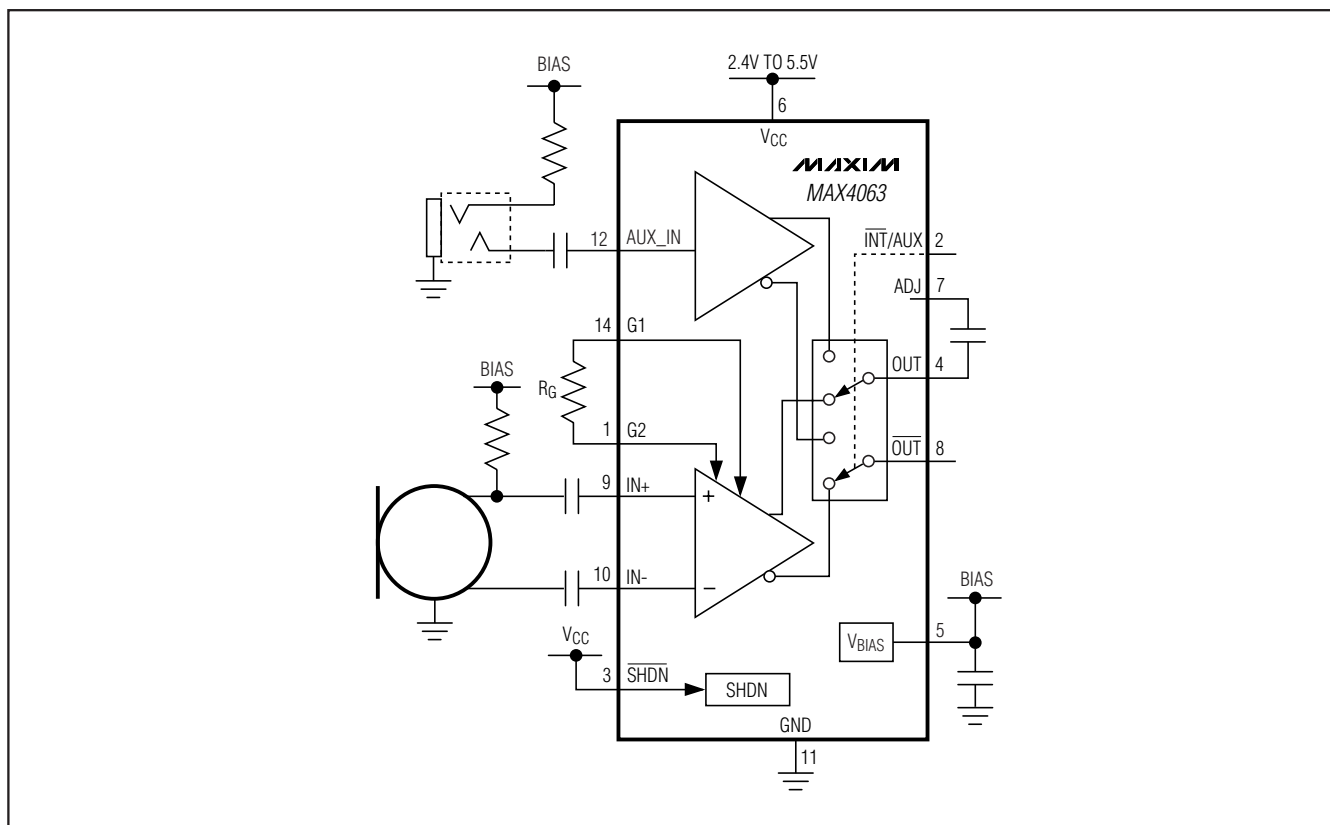 BIAS
2.4V TO 5.5V
6
VCC
MAXIM
MAX4063
12 AUX_IN
INT/AUX 2
ADJ 7
14 G1
BIAS
RG
OUT 4
1 G2
OUT 8
9 IN+
+
10 IN-
−
BIAS
VCC
VBIAS 5
3 SHDN
SHDN
GND
11